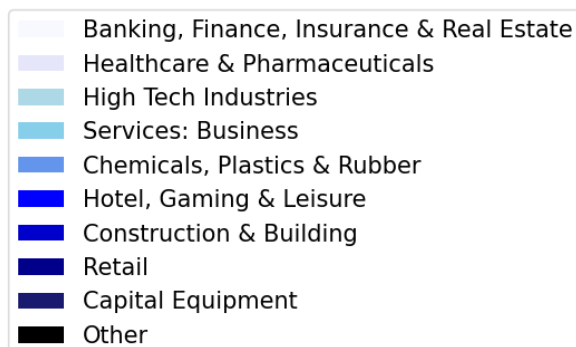 Banking, Finance, Insurance & Real Estate
Healthcare & Pharmaceuticals
High Tech Industries
Services: Business
Chemicals, Plastics & Rubber
Hotel, Gaming & Leisure
Construction & Building
Retail
Capital Equipment
Other